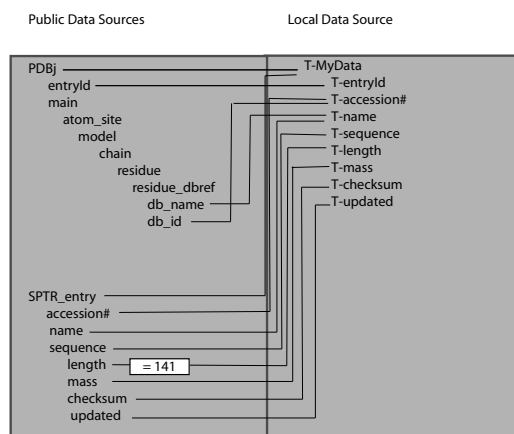 Public Data Sources
Local Data Source
PDBj
entryId
main
atom_site
model
chain
residue
residue_dbref
db_name
db_id
SPTR_entry
accession#
name
sequence
length
= 141
mass
checksum
updated
T-MyData
T-entryId
T-accession#
T-name
T-sequence
T-length
T-mass
T-checksum
T-updated